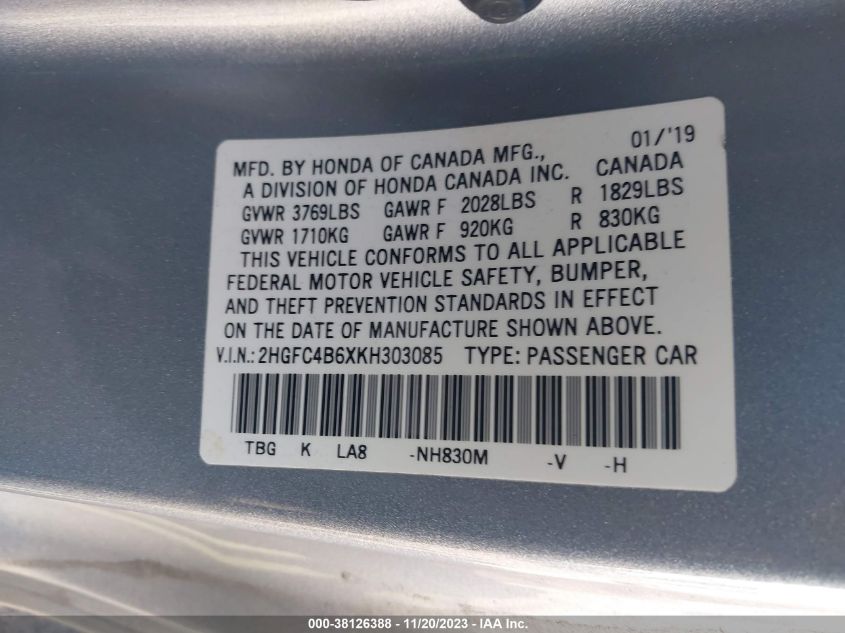 01/'19
MFD. BY HONDA OF CANADA MFG., CANADA
A DIVISION OF HONDA CANADA INC.
GVWR 3769LBS GAWR F 2028LBS R 1829LBS
GVWR 1710KG GAWR F 920KG R 830KG
THIS VEHICLE CONFORMS TO ALL APPLICABLE
FEDERAL MOTOR VEHICLE SAFETY, BUMPER,
AND THEFT PREVENTION STANDARDS IN EFFECT
ON THE DATE OF MANUFACTURE SHOWN ABOVE.
V.I.N.: 2HGFC4B6XKH303085 TYPE: PASSENGER CAR
TBG K LA8 -NH830M -V -H
000-38126388 - 11/20/2023 - IAA Inc.